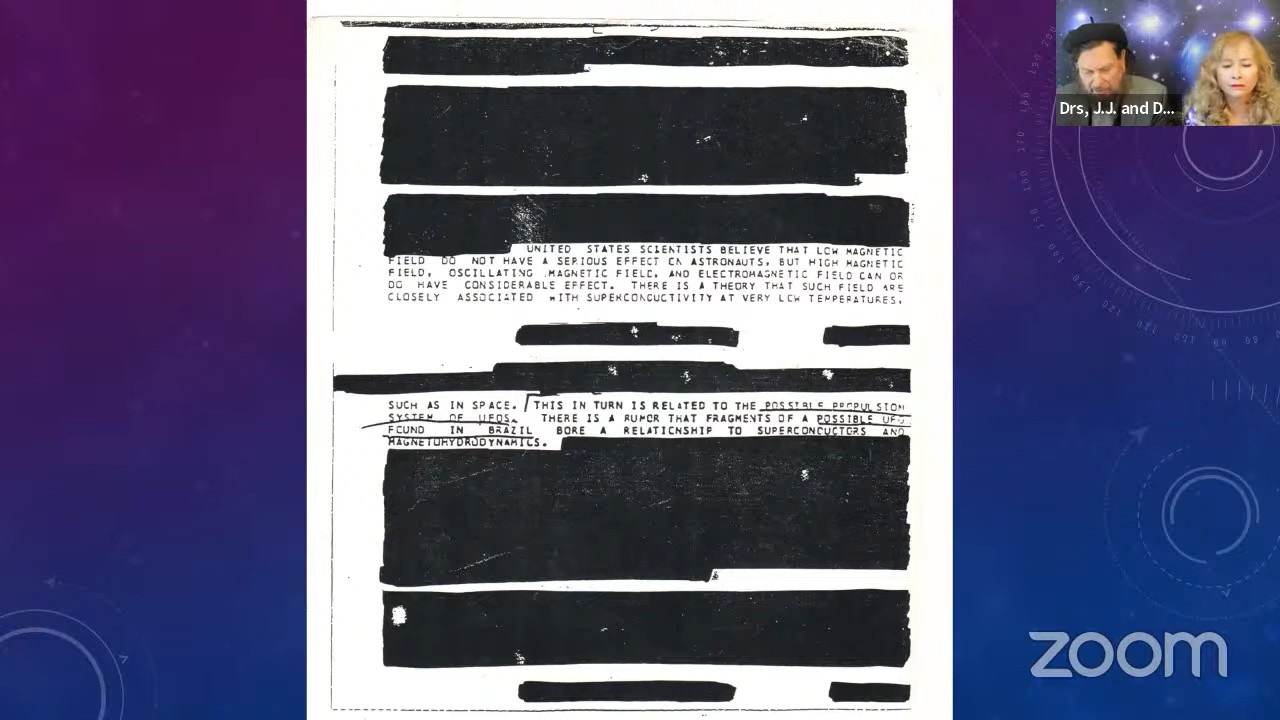 Drs, J.J. and D...
UNITED STATES SCIENTISTS BELIEVE THAT LOW MAGNETIC
FIELD DO NOT HAVE A SERIOUS EFFECT ON ASTRONAUTS, BUT HIGH MAGNETIC
FIELD, OSCILLATING MAGNETIC FIELD, AND ELECTROMAGNETIC FIELD CAN OR
DO HAVE CONSIDERABLE EFFECT. THERE IS A THEORY THAT SUCH FIELD ARE
CLOSELY ASSOCIATED WITH SUPERCONDUCTIVITY AT VERY LOW TEMPERATURES,
SUCH AS IN SPACE. THIS IN TURN IS RELATED TO THE POSSIBLE PROPULSION
SYSTEM OF UFOS. THERE IS A RUMOR THAT FRAGMENTS OF A POSSIBLE UFO
FOUND IN BRAZIL BORE A RELATIONSHIP TO SUPERCONDUCTORS AND
MAGNETOHYDRODYNAMICS.
zoom